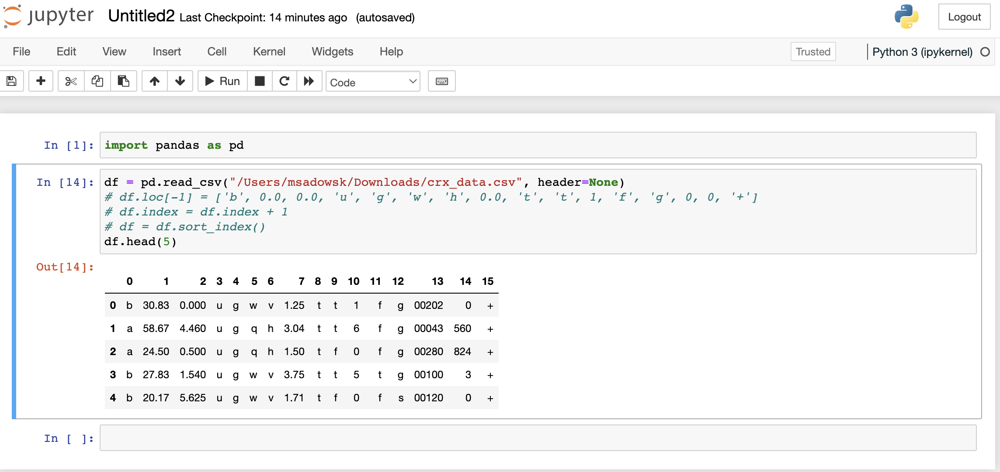 jupyter Untitled2 Last Checkpoint: 14 minutes ago (autosaved) Logout
File Edit View Insert Cell Kernel Widgets Help Trusted Python 3 (ipykernel)
Run Code
In [1]: import pandas as pd
In [14]: df = pd.read_csv("/Users/msadowsk/Downloads/crx_data.csv", header=None)
# df.loc[-1] = ['b', 0.0, 0.0, 'u', 'g', 'w', 'h', 0.0, 't', 't', 1, 'f', 'g', 0, 0, '+']
# df.index = df.index + 1
# df = df.sort_index()
df.head(5)
Out[14]:
0 1 2 3 4 5 6 7 8 9 10 11 12 13 14 15
0 b 30.83 0.000 u g w v 1.25 t t 1 f g 00202 0 +
1 a 58.67 4.460 u g q h 3.04 t t 6 f g 00043 560 +
2 a 24.50 0.500 u g q h 1.50 t f 0 f g 00280 824 +
3 b 27.83 1.540 u g w v 3.75 t t 5 t g 00100 3 +
4 b 20.17 5.625 u g w v 1.71 t f 0 f s 00120 0 +
In [ ]: